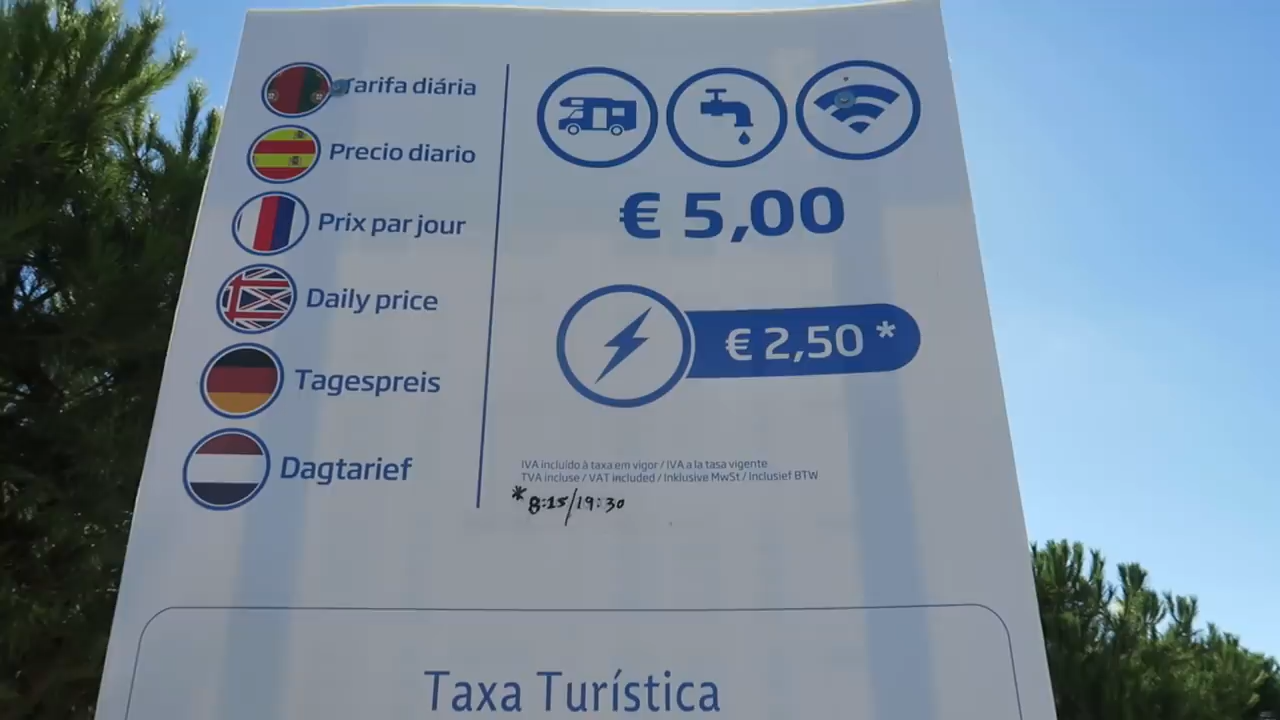 Tarifa diária
Precio diario
Prix par jour
Daily price
Tagespreis
Dagtarief
€ 5,00
€ 2,50 *
IVA incluído à taxa em vigor / IVA a la tasa vigente
TVA incluse / VAT included / Inklusive MwSt / Inclusief BTW
* 8:15/19:30
Taxa Turística